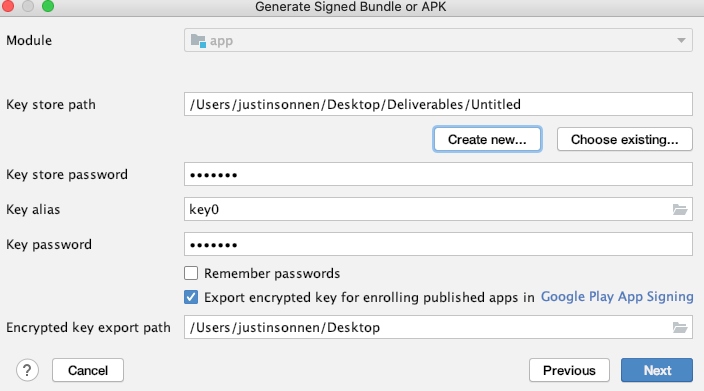 Generate Signed Bundle or APK
Module app
Key store path /Users/justinsonnen/Desktop/Deliverables/Untitled
Create new... Choose existing...
Key store password •••••••
Key alias key0
Key password •••••••
Remember passwords
Export encrypted key for enrolling published apps in Google Play App Signing
Encrypted key export path /Users/justinsonnen/Desktop
? Cancel Previous Next